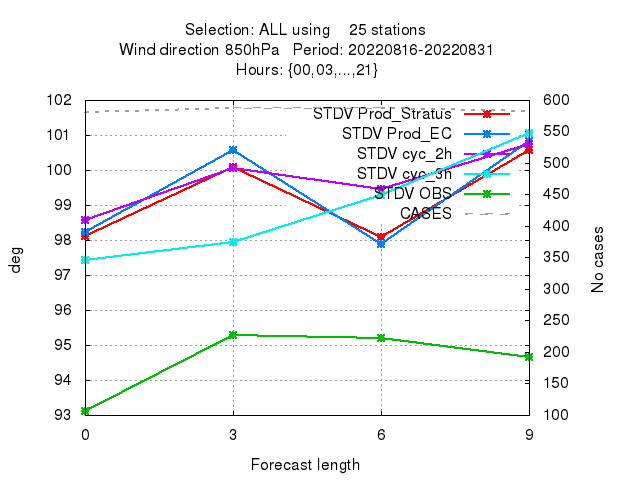 Selection: ALL using    25 stations
Wind direction 850hPa   Period: 20220816-20220831
Hours: {00,03,...,21}
102
101
100
99
98
97
96
95
94
93
deg
STDV Prod_Stratus
STDV Prod_EC
STDV cyc_2h
STDV cyc_3h
STDV OBS
CASES
600
550
500
450
400
350
300
250
200
150
100
No cases
0 3 6 9
Forecast length